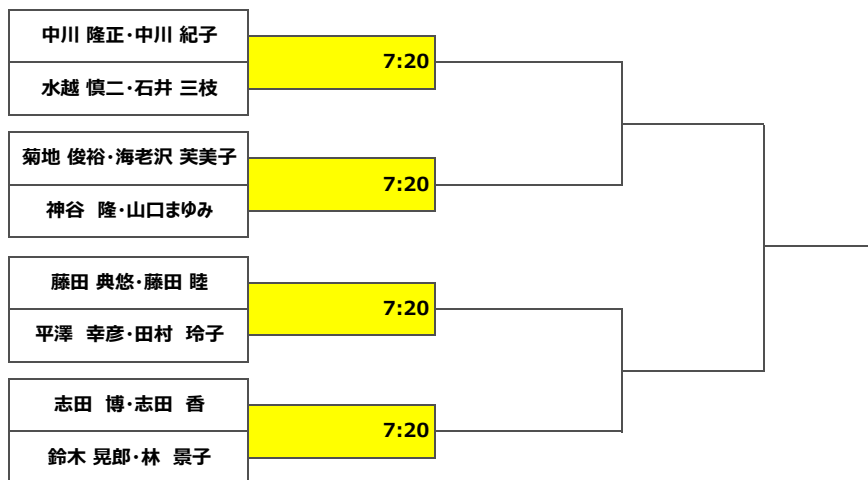 中川 隆正・中川 紀子
7:20
水越 慎二・石井 三枝
菊地 俊裕・海老沢 芙美子
7:20
神谷 隆・山口まゆみ
藤田 典悠・藤田 睦
7:20
平澤 幸彦・田村 玲子
志田 博・志田 香
7:20
鈴木 晃郎・林 景子